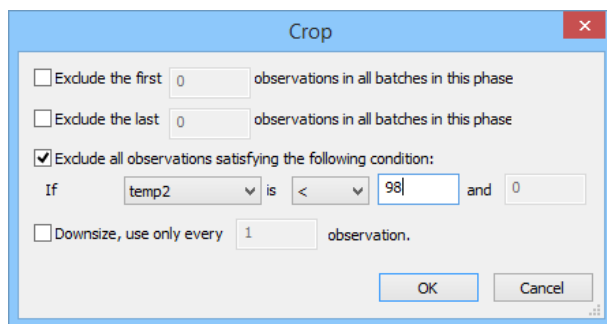 Crop
Exclude the first 0 observations in all batches in this phase
Exclude the last 0 observations in all batches in this phase
Exclude all observations satisfying the following condition:
If temp2 is < 98 and 0
Downsize, use only every 1 observation.
OK Cancel